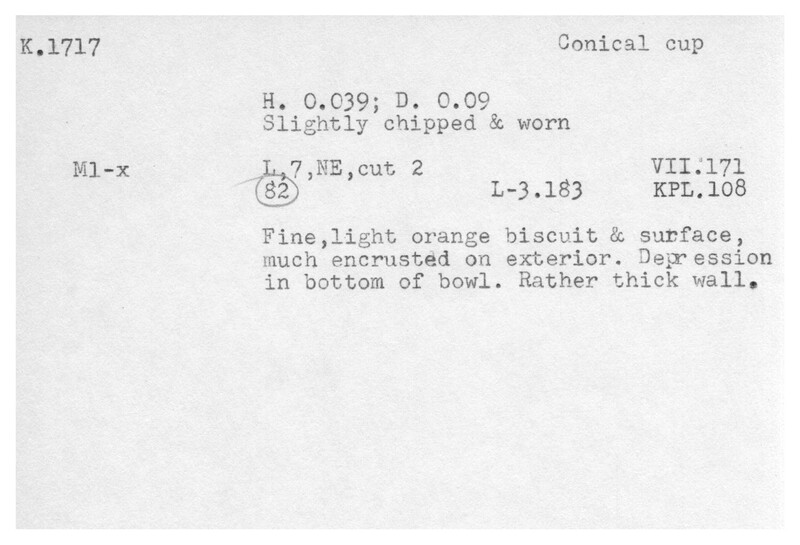 K.1717 Conical cup
H. 0.039; D. 0.09
Slightly chipped & worn
M1-x L,7,NE,cut 2 VII.171
82 L-3.183 KPL.108
Fine,light orange biscuit & surface,
much encrusted on exterior. Depression
in bottom of bowl. Rather thick wall.